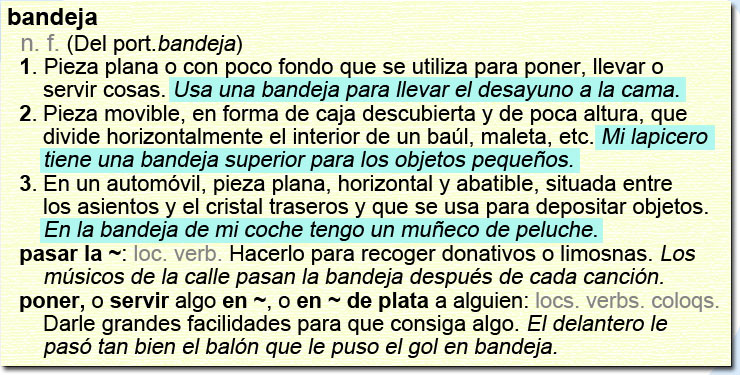 bandeja
n. f. (Del port.bandeja)
1. Pieza plana o con poco fondo que se utiliza para poner, llevar o
servir cosas. Usa una bandeja para llevar el desayuno a la cama.
2. Pieza movible, en forma de caja descubierta y de poca altura, que
divide horizontalmente el interior de un baúl, maleta, etc. Mi lapicero
tiene una bandeja superior para los objetos pequeños.
3. En un automóvil, pieza plana, horizontal y abatible, situada entre
los asientos y el cristal traseros y que se usa para depositar objetos.
En la bandeja de mi coche tengo un muñeco de peluche.
pasar la ~: loc. verb. Hacerlo para recoger donativos o limosnas. Los
músicos de la calle pasan la bandeja después de cada canción.
poner, o servir algo en ~, o en ~ de plata a alguien: locs. verbs. coloqs.
Darle grandes facilidades para que consiga algo. El delantero le
pasó tan bien el balón que le puso el gol en bandeja.